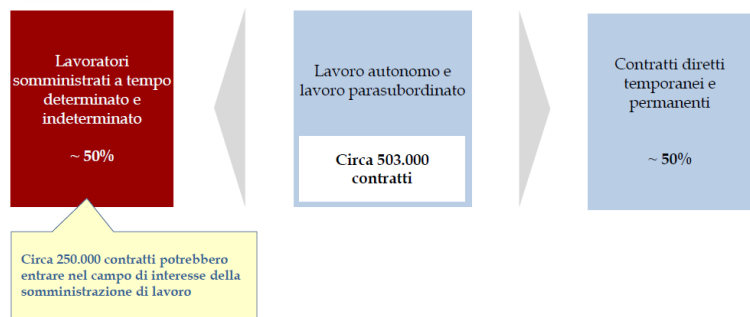 Lavoratori
somministrati a tempo
determinato e
indeterminato
~ 50%
Circa 250.000 contratti potrebbero
entrare nel campo di interesse della
somministrazione di lavoro
Lavoro autonomo e
lavoro parasubordinato
Circa 503.000
contratti
Contratti diretti
temporanei e
permanenti
~ 50%